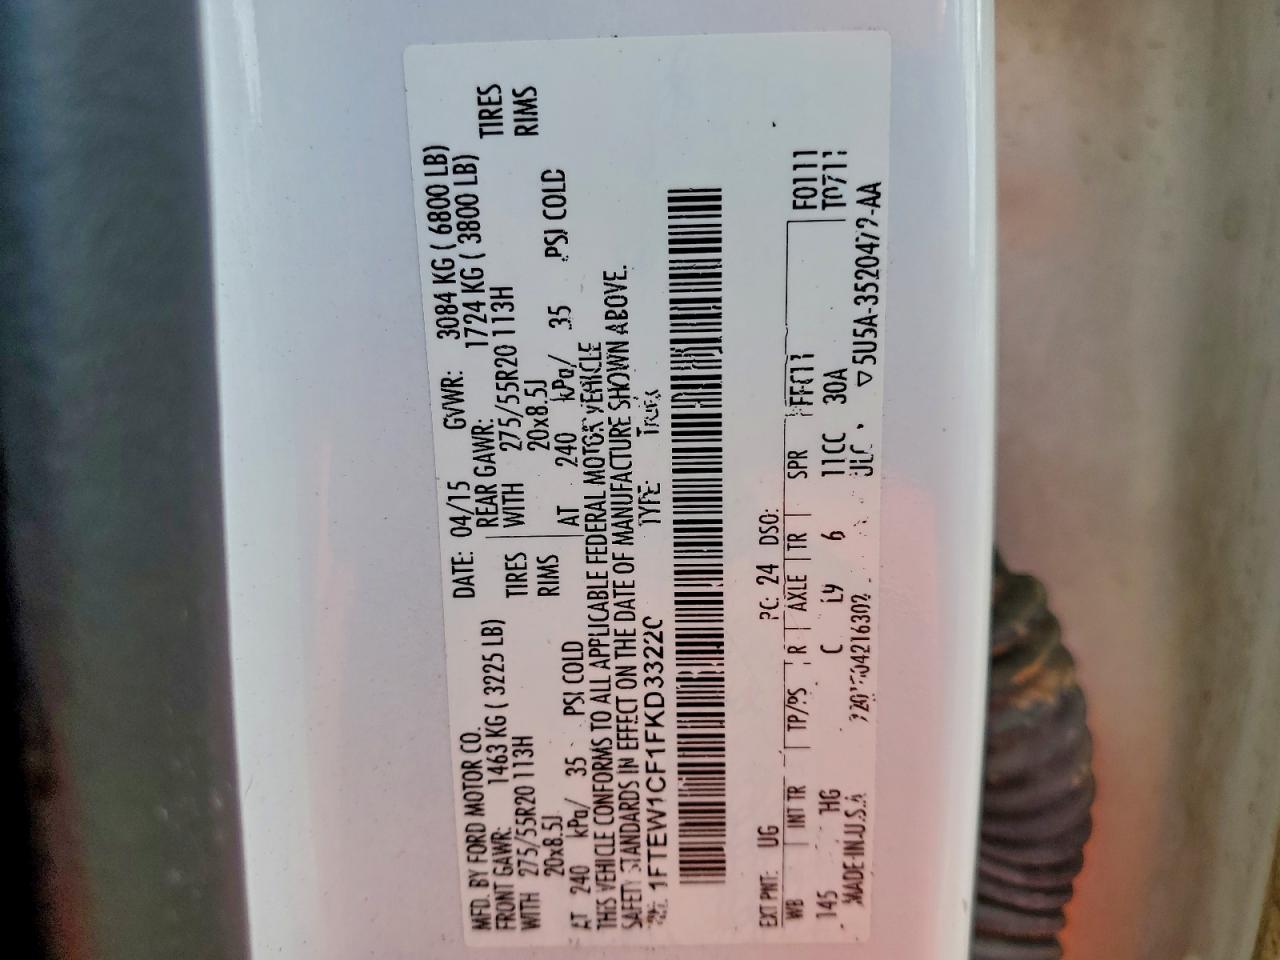 MFD. BY FORD MOTOR CO.
DATE: 04/15 GVWR: 3084 KG ( 6800 LB)
FRONT GAWR: 1463 KG ( 3225 LB)
REAR GAWR: 1724 KG ( 3800 LB)
WITH 275/55R20 113H TIRES
WITH 275/55R20 113H TIRES
20x8.5J RIMS
20x8.5J RIMS
AT 240 kPa/ 35 PSI COLD
AT 240 kPa/ 35 PSI COLD
THIS VEHICLE CONFORMS TO ALL APPLICABLE FEDERAL MOTOR VEHICLE
SAFETY STANDARDS IN EFFECT ON THE DATE OF MANUFACTURE SHOWN ABOVE.
1FTEW1CF1FKD33220 TYPE Truck
EXT PNT: UG PC: 24 DSO: F0111
WB INT TR TP/PS R AXLE TR SPR
145 HG C L9 6 11CC 30A
MADE-IN-U.S.A 5U5A-3520472-AA